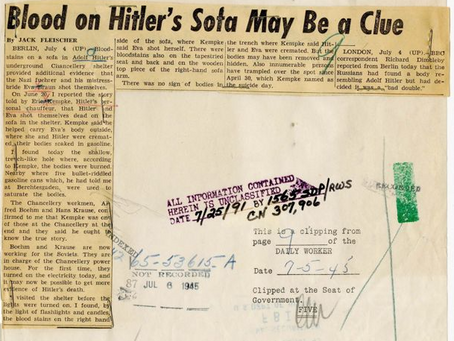 Blood on Hitler's Sofa May Be a Clue
By JACK FLEISCHER
BERLIN, July 4 (UP).—Blood-
stains on a sofa in Adolf Hitler's
underground Chancellery shelter
provided additional evidence that
the Nazi fuehrer and his mistress-
bride Eva shot themselves.
On June 20, I reported the story
told by Erich Kempke, Hitler's per-
sonal chauffeur, that Hitler and
Eva shot themselves dead on the
sofa in the shelter. Kempke said he
helped carry Eva's body outside,
where she and Hitler were cremat-
ed, their bodies soaked in gasoline.
I found today the shallow,
trench-like hole where, according
to Kempke, the bodies were burned.
Nearby where five bullet-riddled
gasoline cans which, he had told me
at Berchtesgaden, were used to
saturate the bodies.
The Chancellery workmen, Al-
fred Boehm and Hans Krause, con-
firmed to me that Kempke was one
of those at the Chancellery at the
end and they said he ought to
know the true story.
Boehm and Krause are now
working for the Soviets. They are
in charge of the Chancellery power
house. For the first time, they
turned on the electricity today, and
it may now be possible to get more
evidence of Hitler's death.
I visited the shelter before the
lights were turned on. I found, by
the light of flashlights and candles,
the blood stains on the right hand
side of the sofa, where Kempke
said Eva shot herself. There were
bloodstains also on the tapestried
seat and back and on the wooden
top piece of the right-hand sofa
arm.
There was no sign of bodies in
the trench where Kempke said Hit-
ler and Eva were cremated. But the
bodies may have been removed and
buried. Also innumerable persons
have trampled over the spot since
April 30, which Kempke named as
the suicide date.
LONDON, July 4 (UP).—BBC
correspondent Richard Dimbleby
reported from Berlin today that the
Russians had found a body re-
sembling Adolf Hitler but had de-
cided it was a "bad double."
ALL INFORMATION CONTAINED
HEREIN IS UNCLASSIFIED
DATE 7/25/91 BY
CN 307,906
65-53615-A
NOT RECORDED
87 JUL 6 1945
This is a clipping from
page 9 of the
DAILY WORKER
Date 7-5-45
Clipped at the Seat of
Government.
FIVE